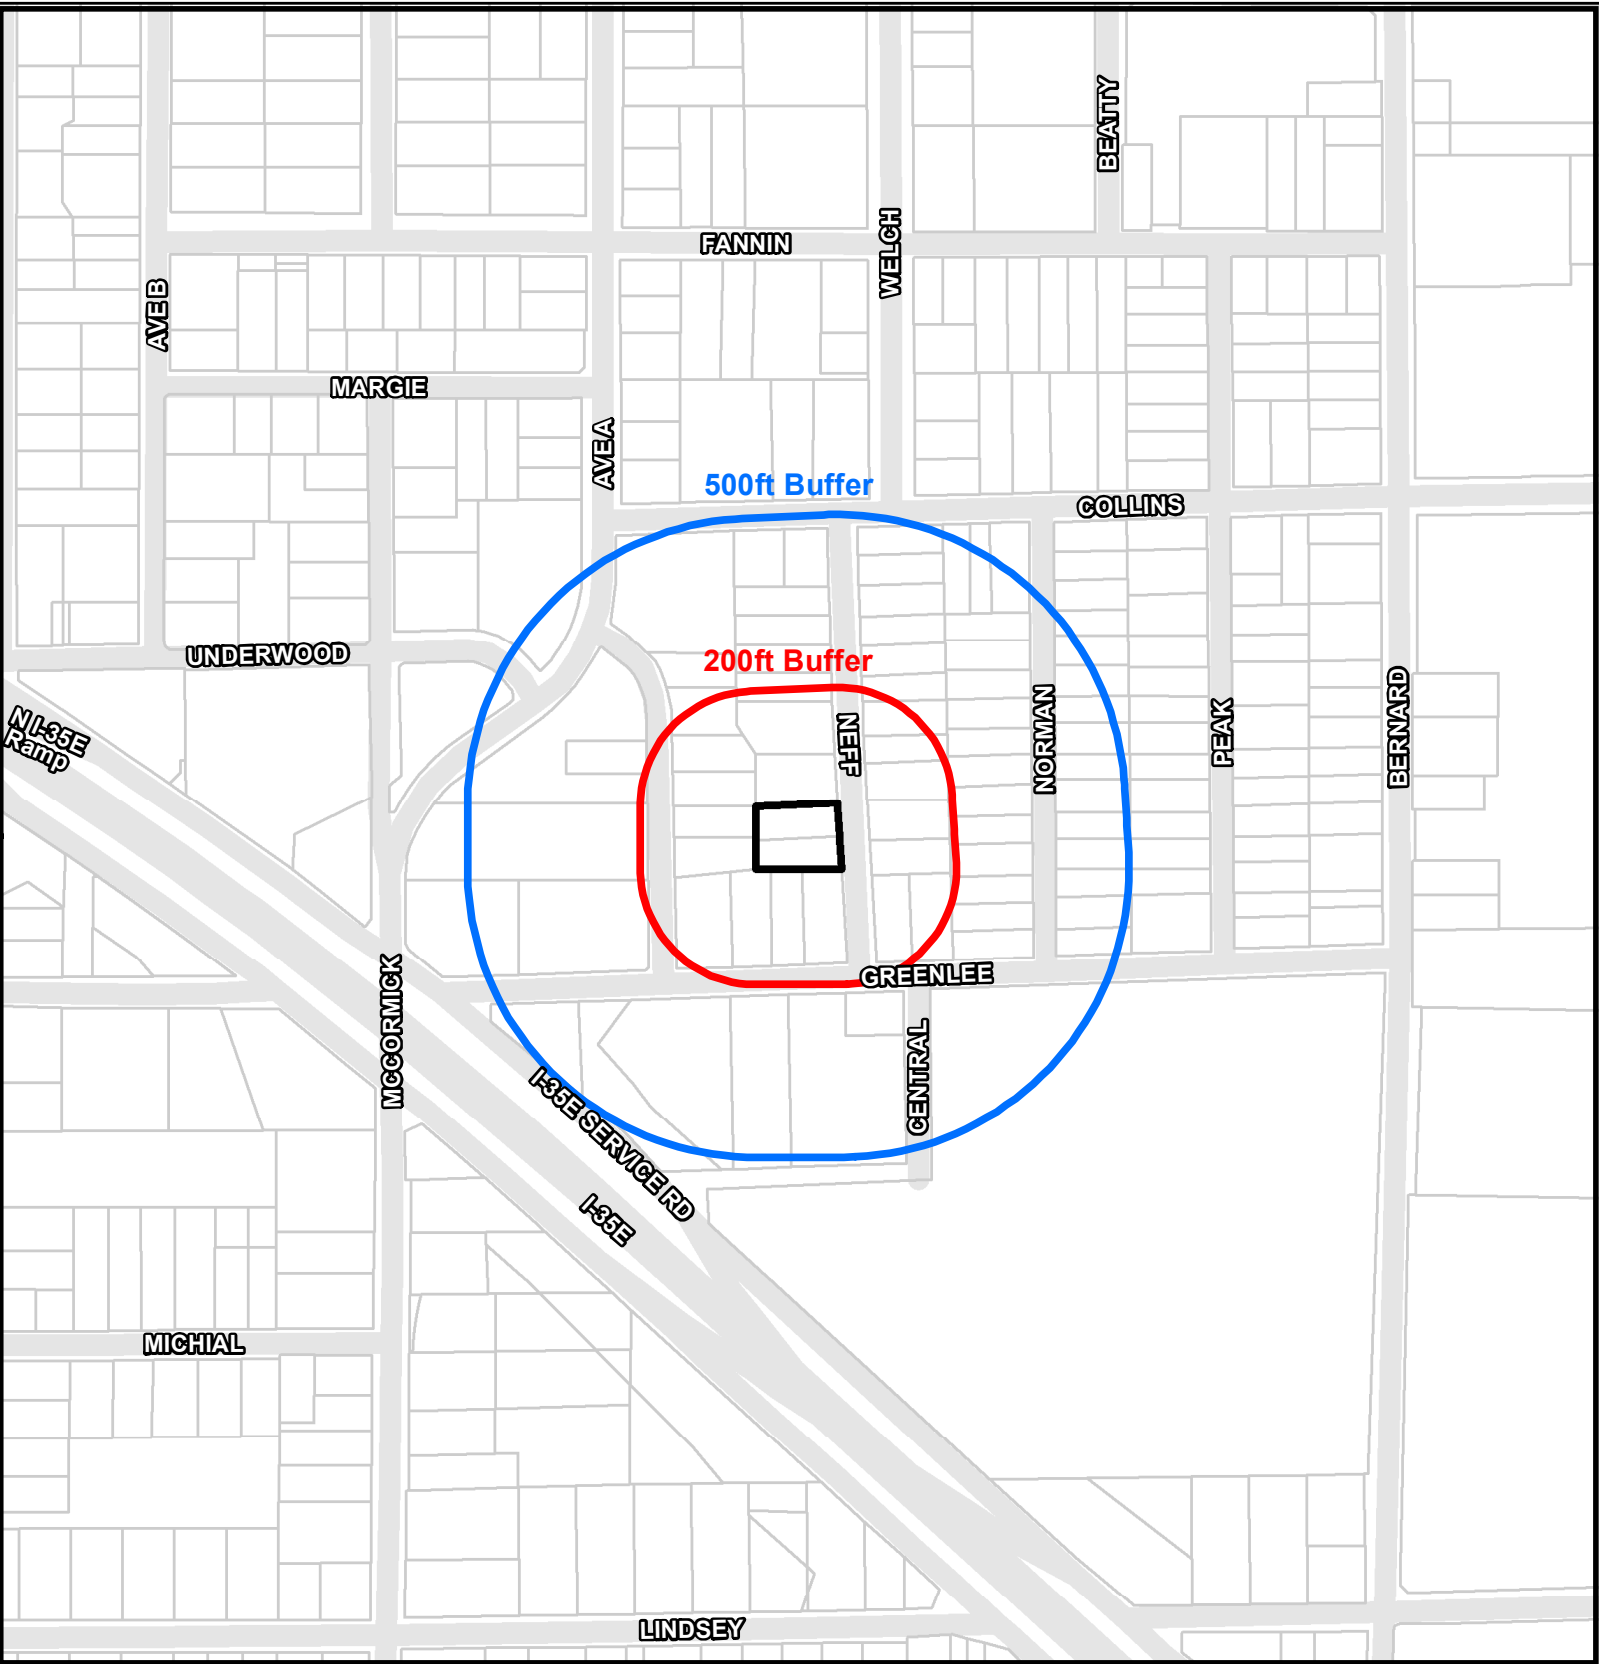 BEATTY
FANNIN
WELCH
AVE B
MARGIE
AVE A
500ft Buffer
COLLINS
UNDERWOOD
200ft Buffer
NEFF
NORMAN
PEAK
BERNARD
N I-35E
Ramp
GREENLEE
MCCORMICK
CENTRAL
I-35E SERVICE RD
I-35E
MICHIAL
LINDSEY